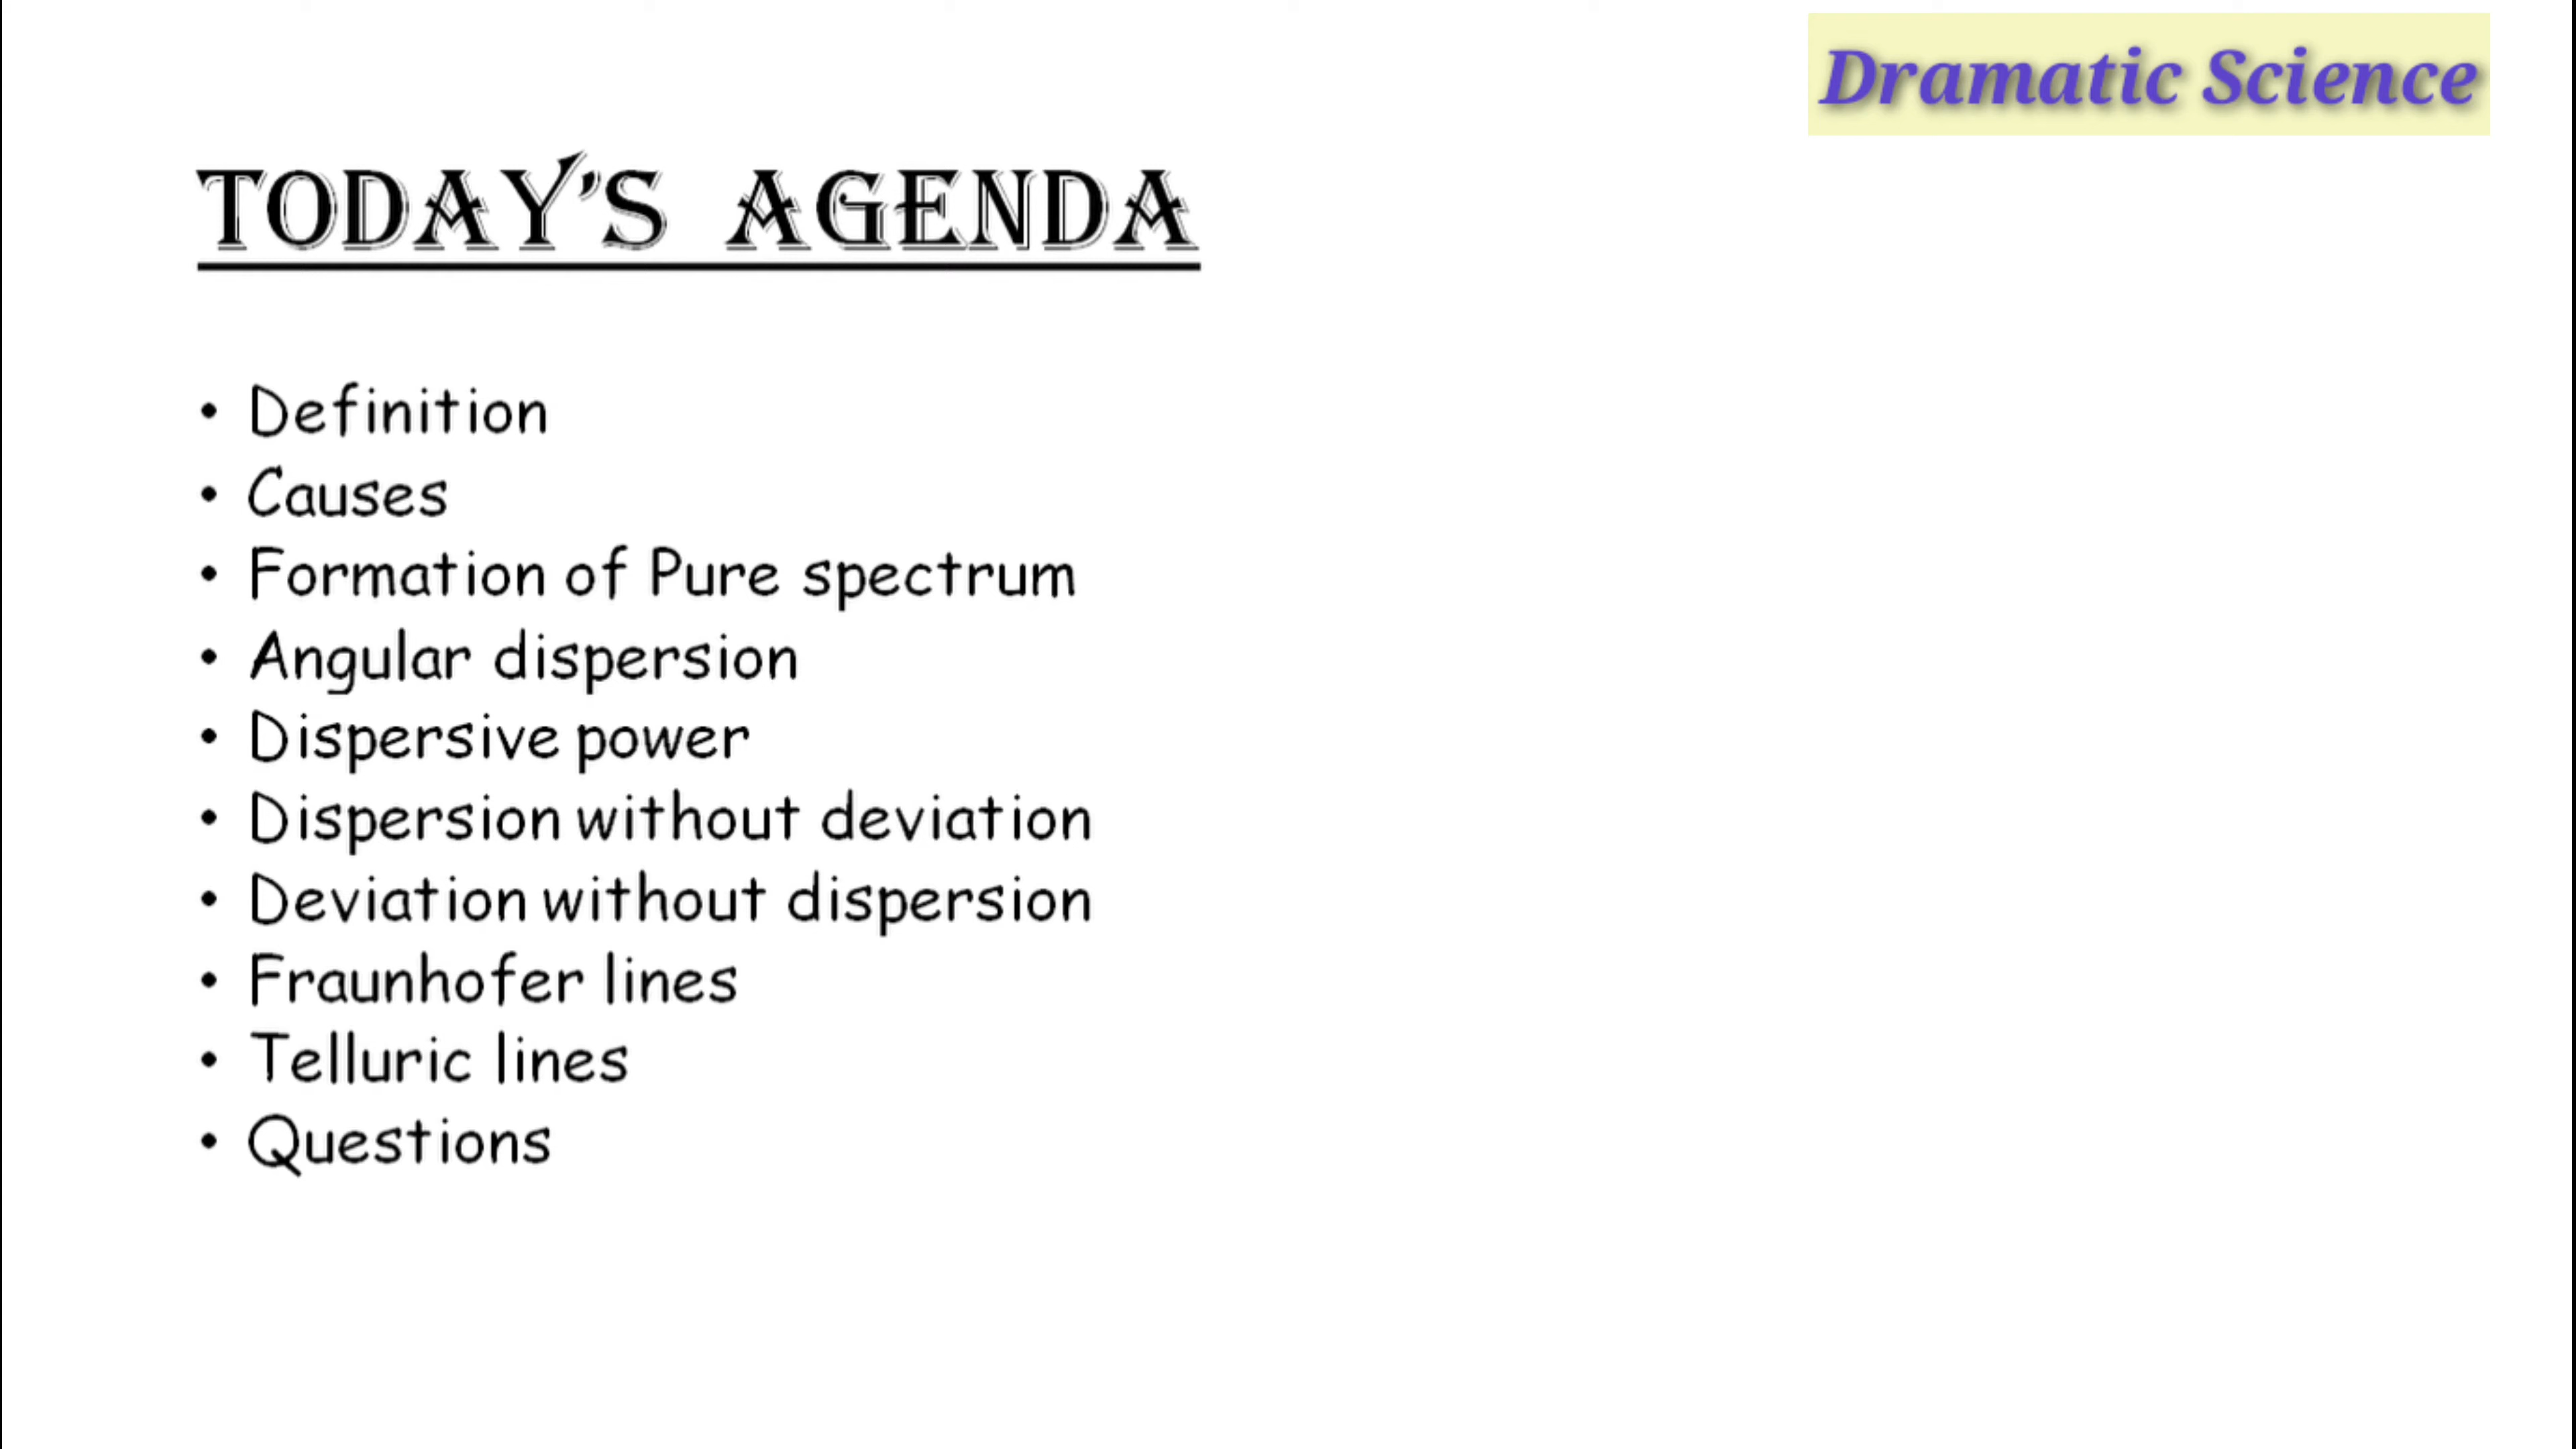 Dramatic Science
TODAY'S AGENDA
• Definition
• Causes
• Formation of Pure spectrum
• Angular dispersion
• Dispersive power
• Dispersion without deviation
• Deviation without dispersion
• Fraunhofer lines
• Telluric lines
• Questions